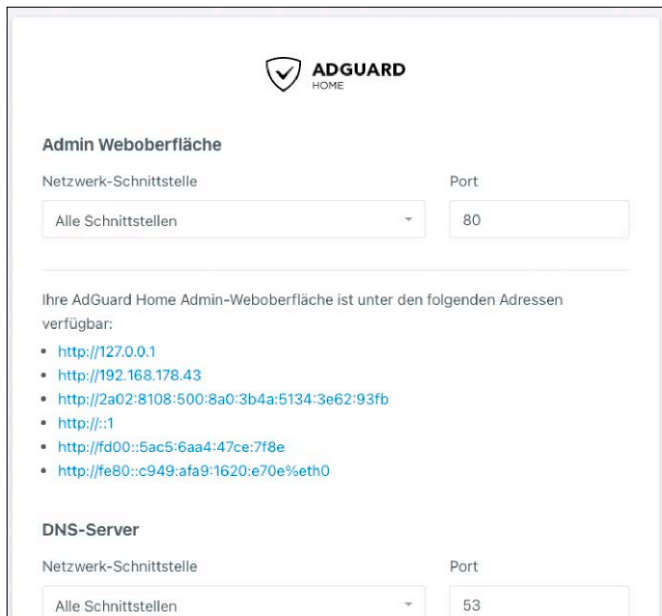 ADGUARD
HOME
Admin Weboberfläche
Netzwerk-Schnittstelle Port
Alle Schnittstellen 80
Ihre AdGuard Home Admin-Weboberfläche ist unter den folgenden Adressen
verfügbar:
• http://127.0.0.1
• http://192.168.178.43
• http://2a02:8108:500:8a0:3b4a:5134:3e62:93fb
• http://::1
• http://fd00::5ac5:6aa4:47ce:7f8e
• http://fe80::c949:afa9:1620:e70e%eth0
DNS-Server
Netzwerk-Schnittstelle Port
Alle Schnittstellen 53